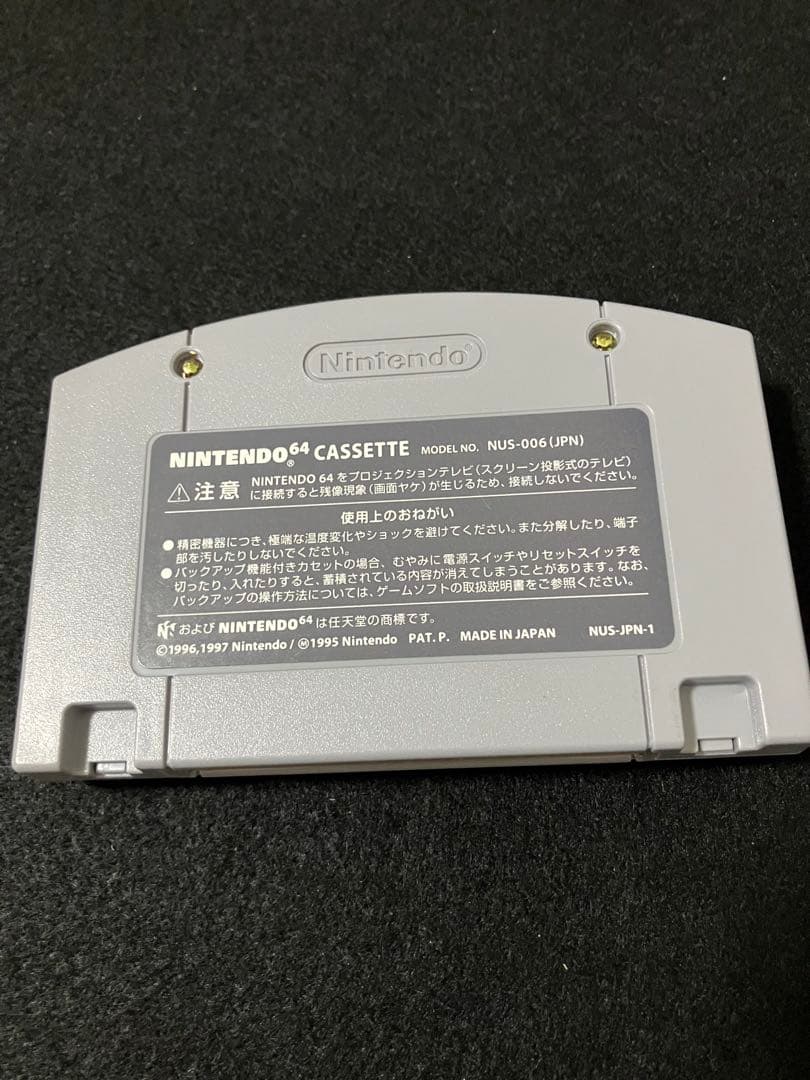 Nintendo®
NINTENDO64® CASSETTE MODEL NO. NUS-006(JPN)
⚠注意 NINTENDO 64をプロジェクションテレビ(スクリーン投影式のテレビ)
に接続すると残像現象(画面ヤケ)が生じるため、接続しないでください。
使用上のおねがい
●精密機器につき、極端な温度変化やショックを避けてください。また分解したり、端子
部を汚したりしないでください。
●バックアップ機能付きカセットの場合、むやみに電源スイッチやリセットスイッチを
切ったり、入れたりすると、蓄積されている内容が消えてしまうことがあります。なお、
バックアップの操作方法については、ゲームソフトの取扱説明書をご参照ください。
および NINTENDO64は任天堂の商標です。
©1996,1997 Nintendo/Ⓜ1995 Nintendo PAT. P. MADE IN JAPAN NUS-JPN-1